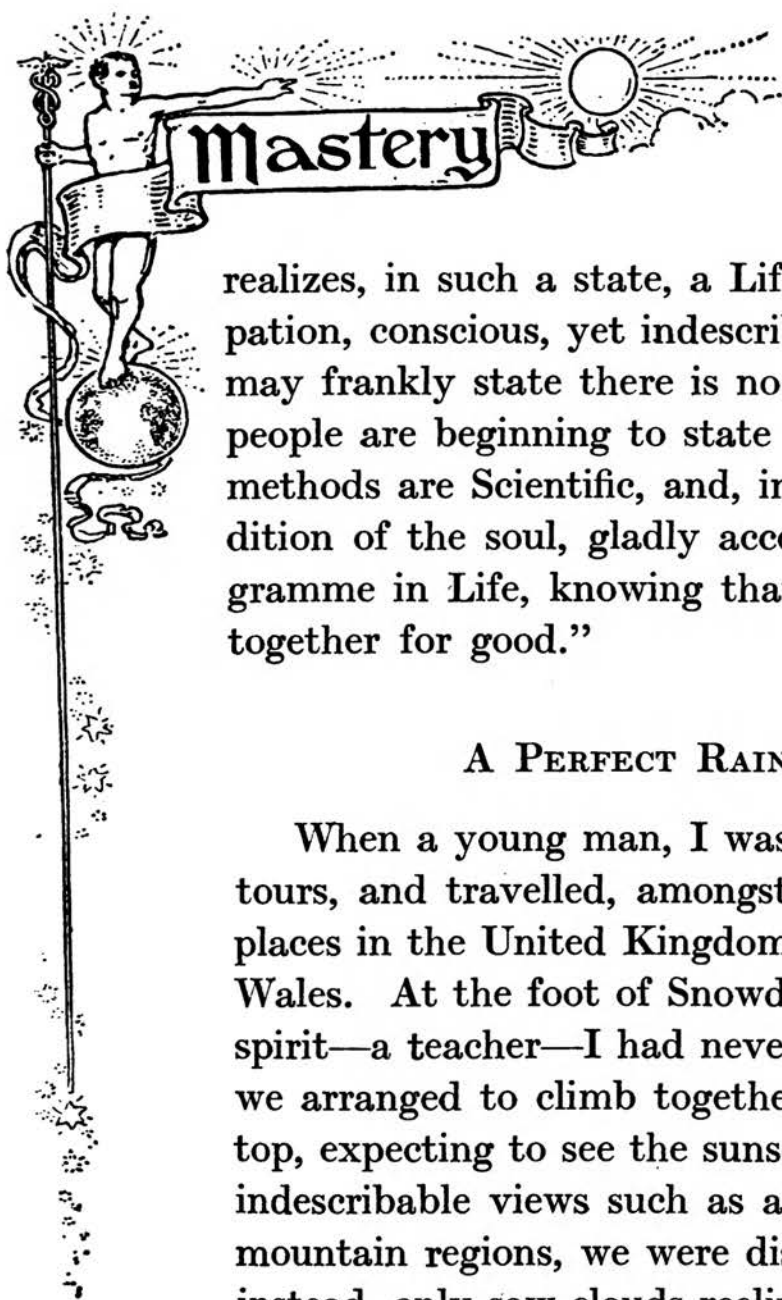 Mastery
realizes, in such a state, a Lif
pation, conscious, yet indescri
may frankly state there is no
people are beginning to state
methods are Scientific, and, in
dition of the soul, gladly acc
gramme in Life, knowing tha
together for good.”
A PERFECT RAIN
When a young man, I was
tours, and travelled, amongst
places in the United Kingdom
Wales. At the foot of Snowd
spirit—a teacher—I had neve
we arranged to climb togethe
top, expecting to see the suns
indescribable views such as a
mountain regions, we were dis
instead, only saw clouds